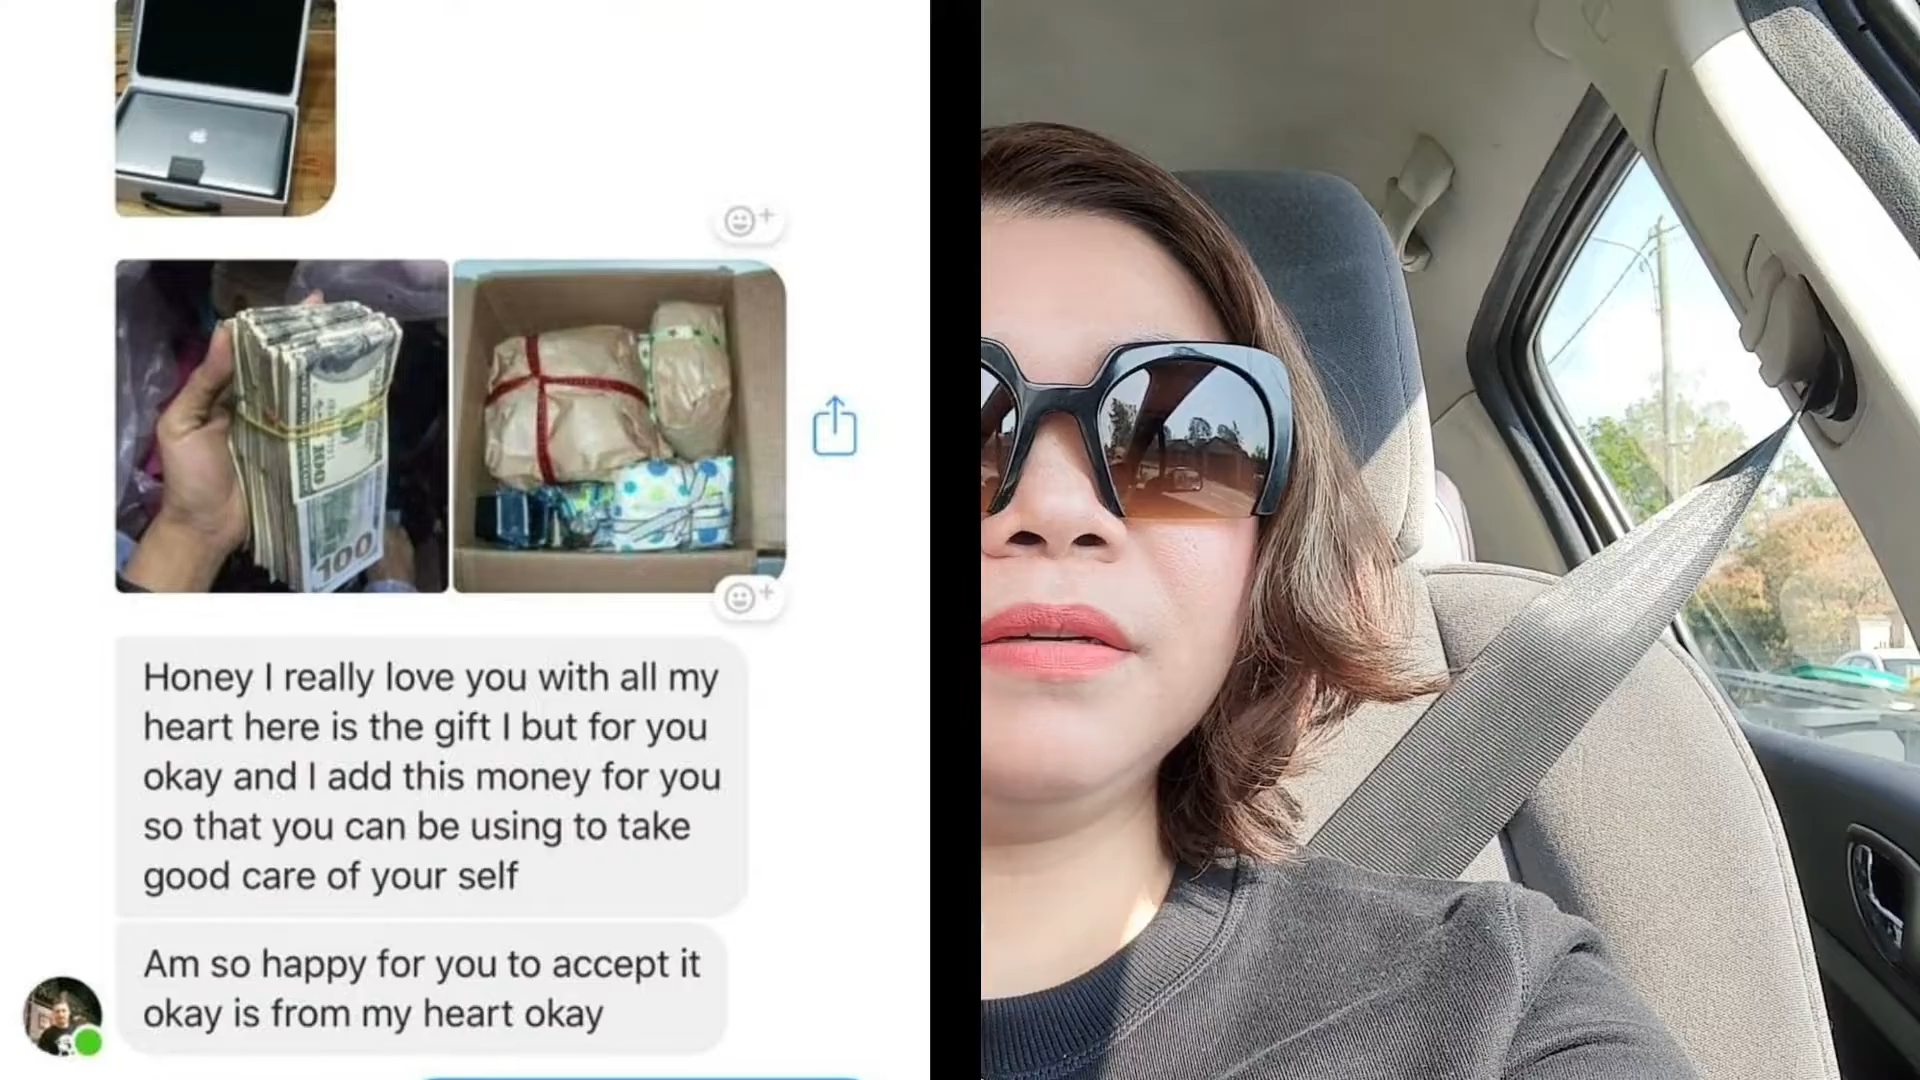 100
100
Honey I really love you with all my
heart here is the gift I but for you
okay and I add this money for you
so that you can be using to take
good care of your self
Am so happy for you to accept it
okay is from my heart okay